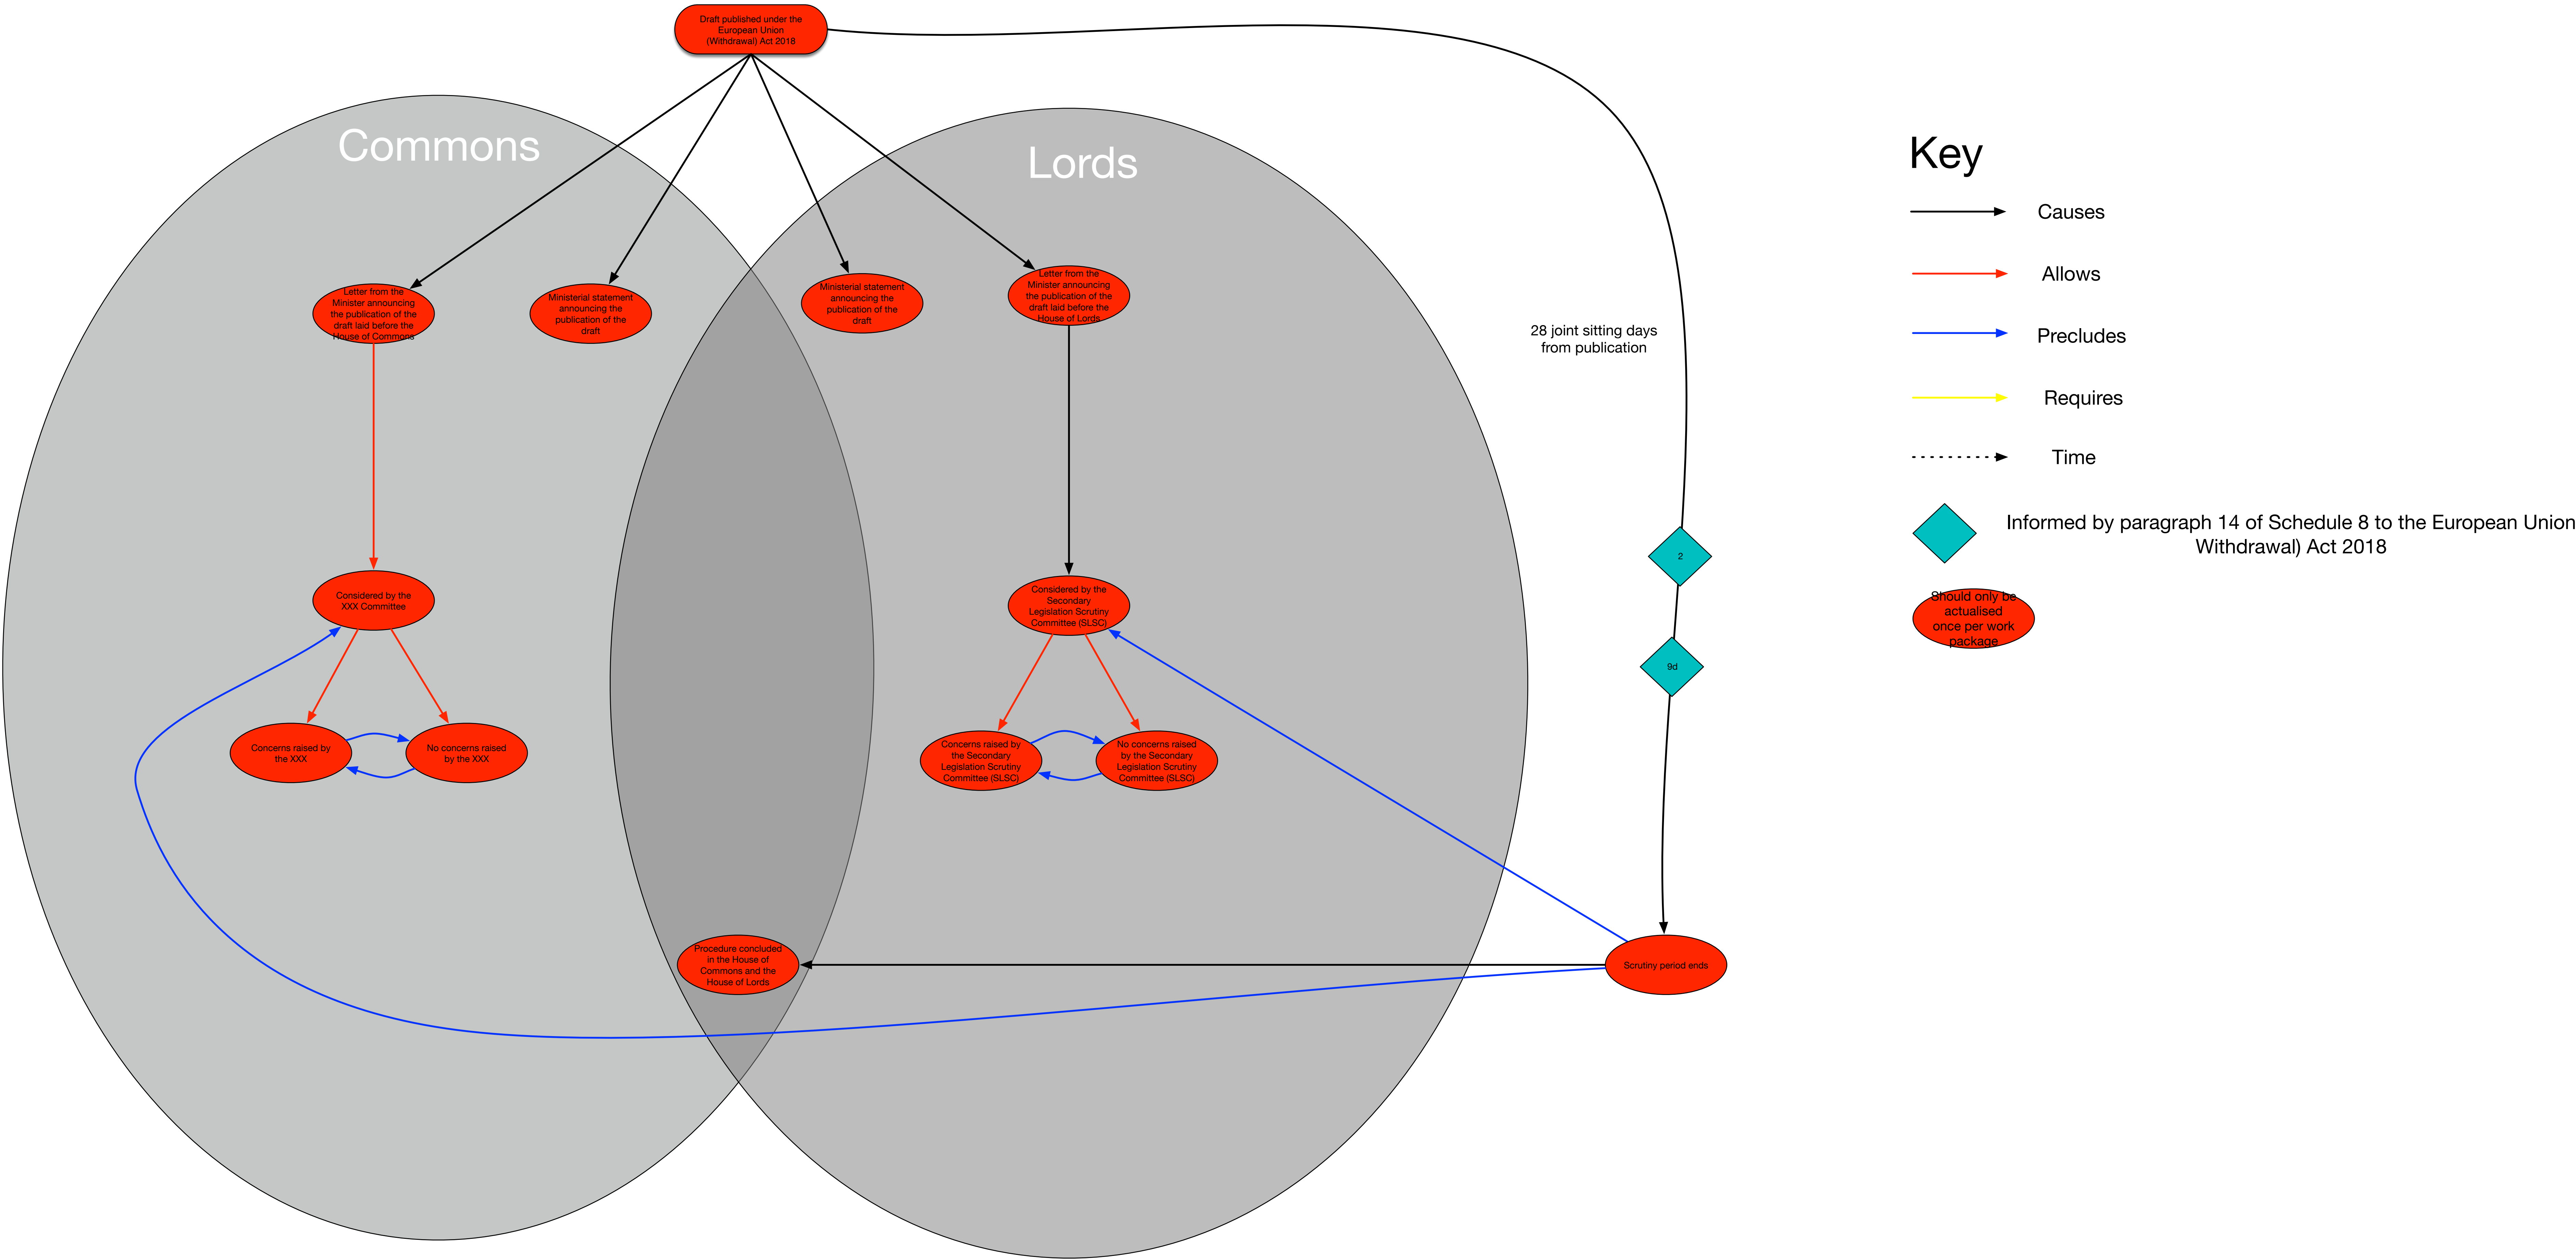 Draft published under the
European Union
(Withdrawal) Act 2018
Commons
Lords
Letter from the
Minister announcing
the publication of the
draft laid before the
House of Commons
Ministerial statement
announcing the
publication of the
draft
Ministerial statement
announcing the
publication of the
draft
Letter from the
Minister announcing
the publication of the
draft laid before the
House of Lords
28 joint sitting days
from publication
Considered by the
XXX Committee
Considered by the
Secondary
Legislation Scrutiny
Committee (SLSC)
2
9d
Concerns raised by
the XXX
No concerns raised
by the XXX
Concerns raised by
the Secondary
Legislation Scrutiny
Committee (SLSC)
No concerns raised
by the Secondary
Legislation Scrutiny
Committee (SLSC)
Procedure concluded
in the House of
Commons and the
House of Lords
Scrutiny period ends
Key
Causes
Allows
Precludes
Requires
Time
Informed by paragraph 14 of Schedule 8 to the European Union
Withdrawal) Act 2018
Should only be
actualised
once per work
package